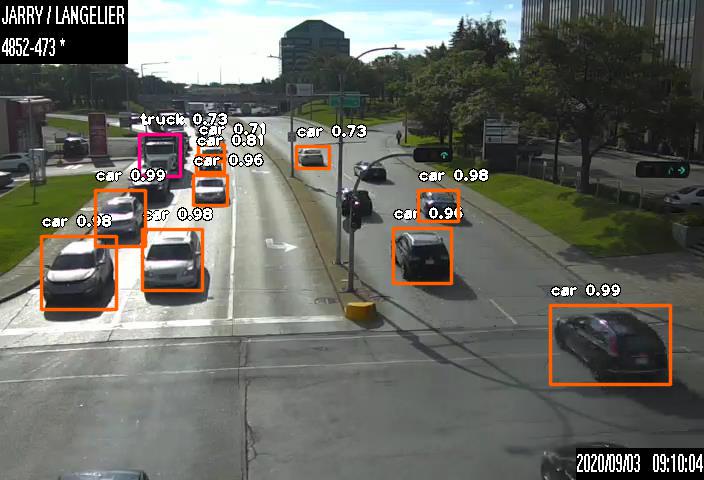 JARRY / LANGELIER
4852-473 *
truck 0.73
car 0.71
car 0.81
car 0.73
car 0.96
car 0.99
car 0.98
car 0.98
car 0.98
car 0.96
car 0.99
2020/09/03 09:10:04